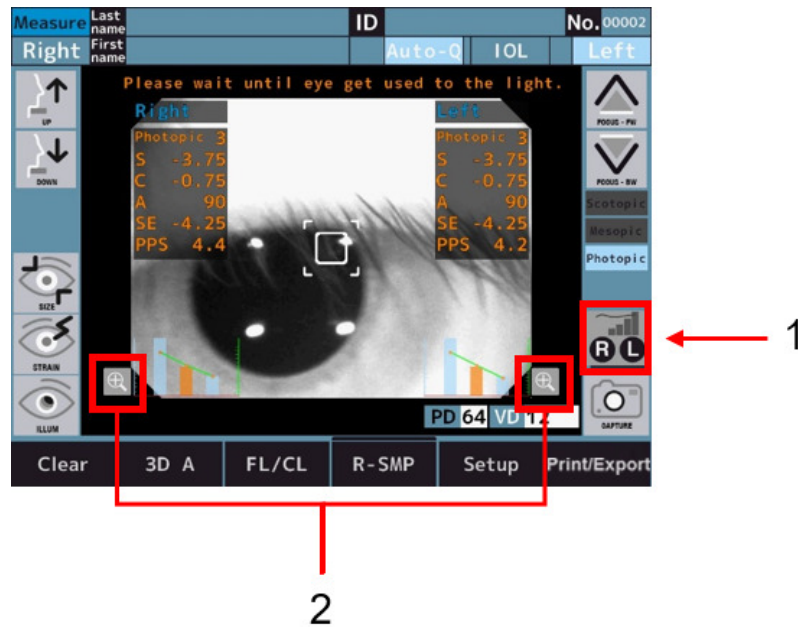 Measure Last name ID No. 00002
Right First name Auto-Q IOL Left
Please wait until eye get used to the light.
UP
DOWN
SIZE
STRAIN
ILLUM
Right
Photopic 3
S -3.75
C -0.75
A 90
SE -4.25
PPS 4.4
Left
Photopic 3
S -3.75
C -0.75
A 90
SE -4.25
PPS 4.2
FOCUS - FW
FOCUS - BW
Scotopic
Mesopic
Photopic
R L
CAPTURE
1
PD 64 VD 12
Clear 3D A FL/CL R-SMP Setup Print/Export
2